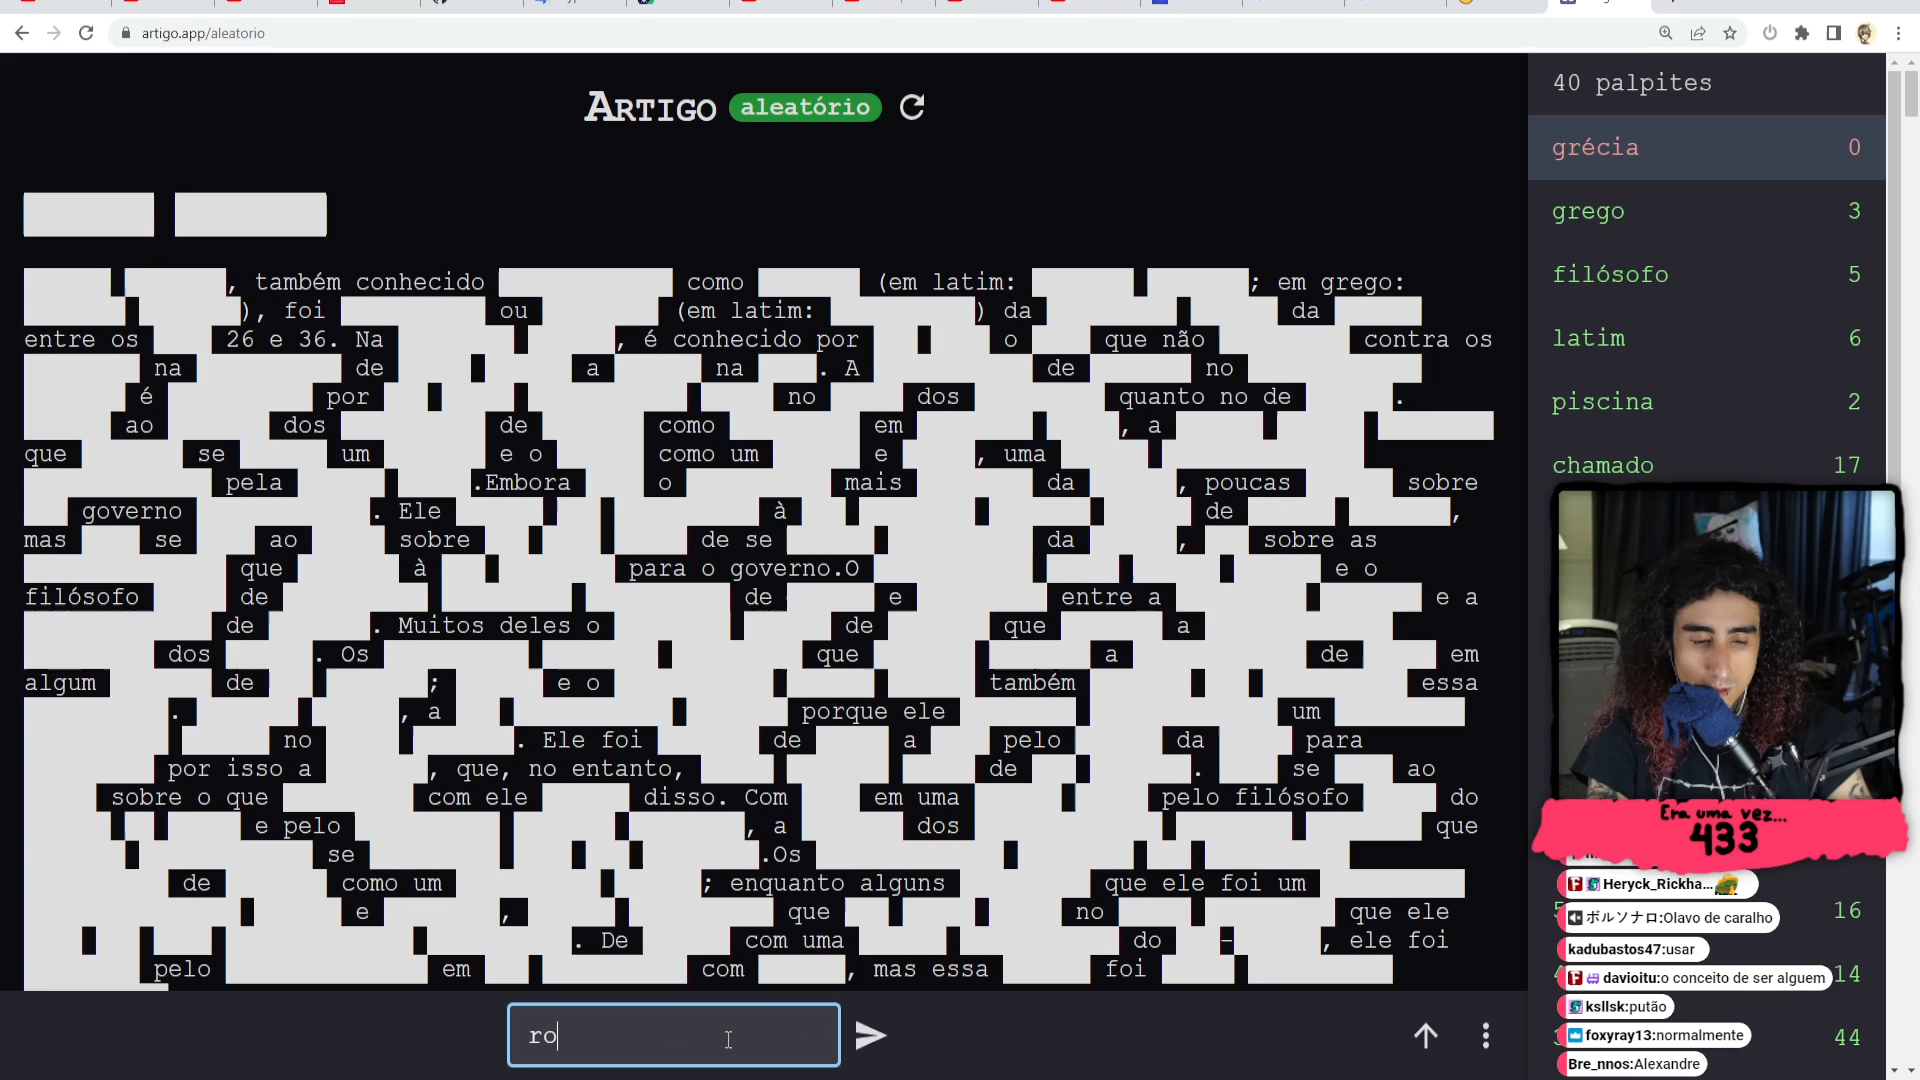 artigo.app/aleatorio
ARTIGO aleatório
, também conhecido como (em latim: ; em grego:
), foi ou (em latim: ) da da
entre os 26 e 36. Na , é conhecido por o que não contra os
na de a na . A de no
é por no dos quanto no de .
ao dos de como em , a
que se um e o como um e , uma
pela .Embora o mais da , poucas sobre
governo . Ele à de ,
mas se ao sobre de se da , sobre as
que à para o governo.O e o
filósofo de de e entre a e a
de . Muitos deles o de que a
dos . Os que a de em
algum de ; e o também essa
. , a porque ele um
no . Ele foi de a pelo da para
por isso a , que, no entanto, de . se ao
sobre o que com ele disso. Com em uma pelo filósofo do
e pelo , a dos que
se .Os
de como um ; enquanto alguns que ele foi um
e , que no que ele
. De com uma do - , ele foi
pelo em com , mas essa foi
ro
40 palpites
grécia 0
grego 3
filósofo 5
latim 6
piscina 2
chamado 17
16
14
44
Era uma vez...
433
Heryck_Rickha...
ボルソナロ:Olavo de caralho
kadubastos47:usar
davioitu:o conceito de ser alguem
ksllsk:putão
foxyray13:normalmente
Bre_nnos:Alexandre